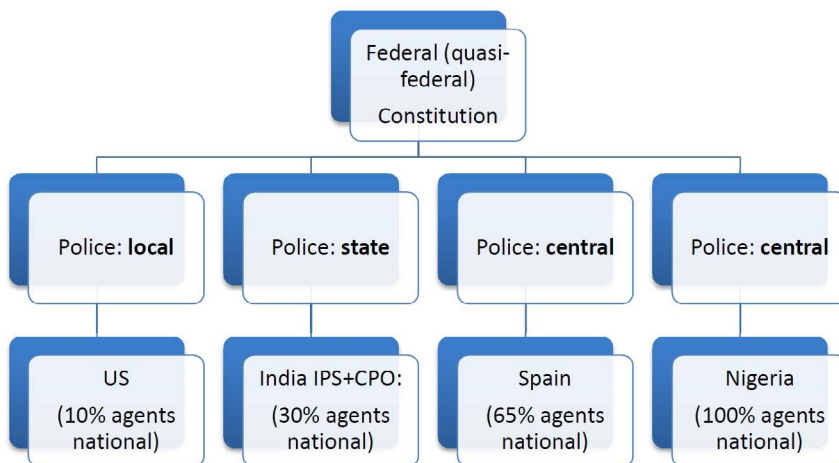 Federal (quasi-
federal)
Constitution
Police: local
Police: state
Police: central
Police: central
US
(10% agents
national)
India IPS+CPO:
(30% agents
national)
Spain
(65% agents
national)
Nigeria
(100% agents
national)